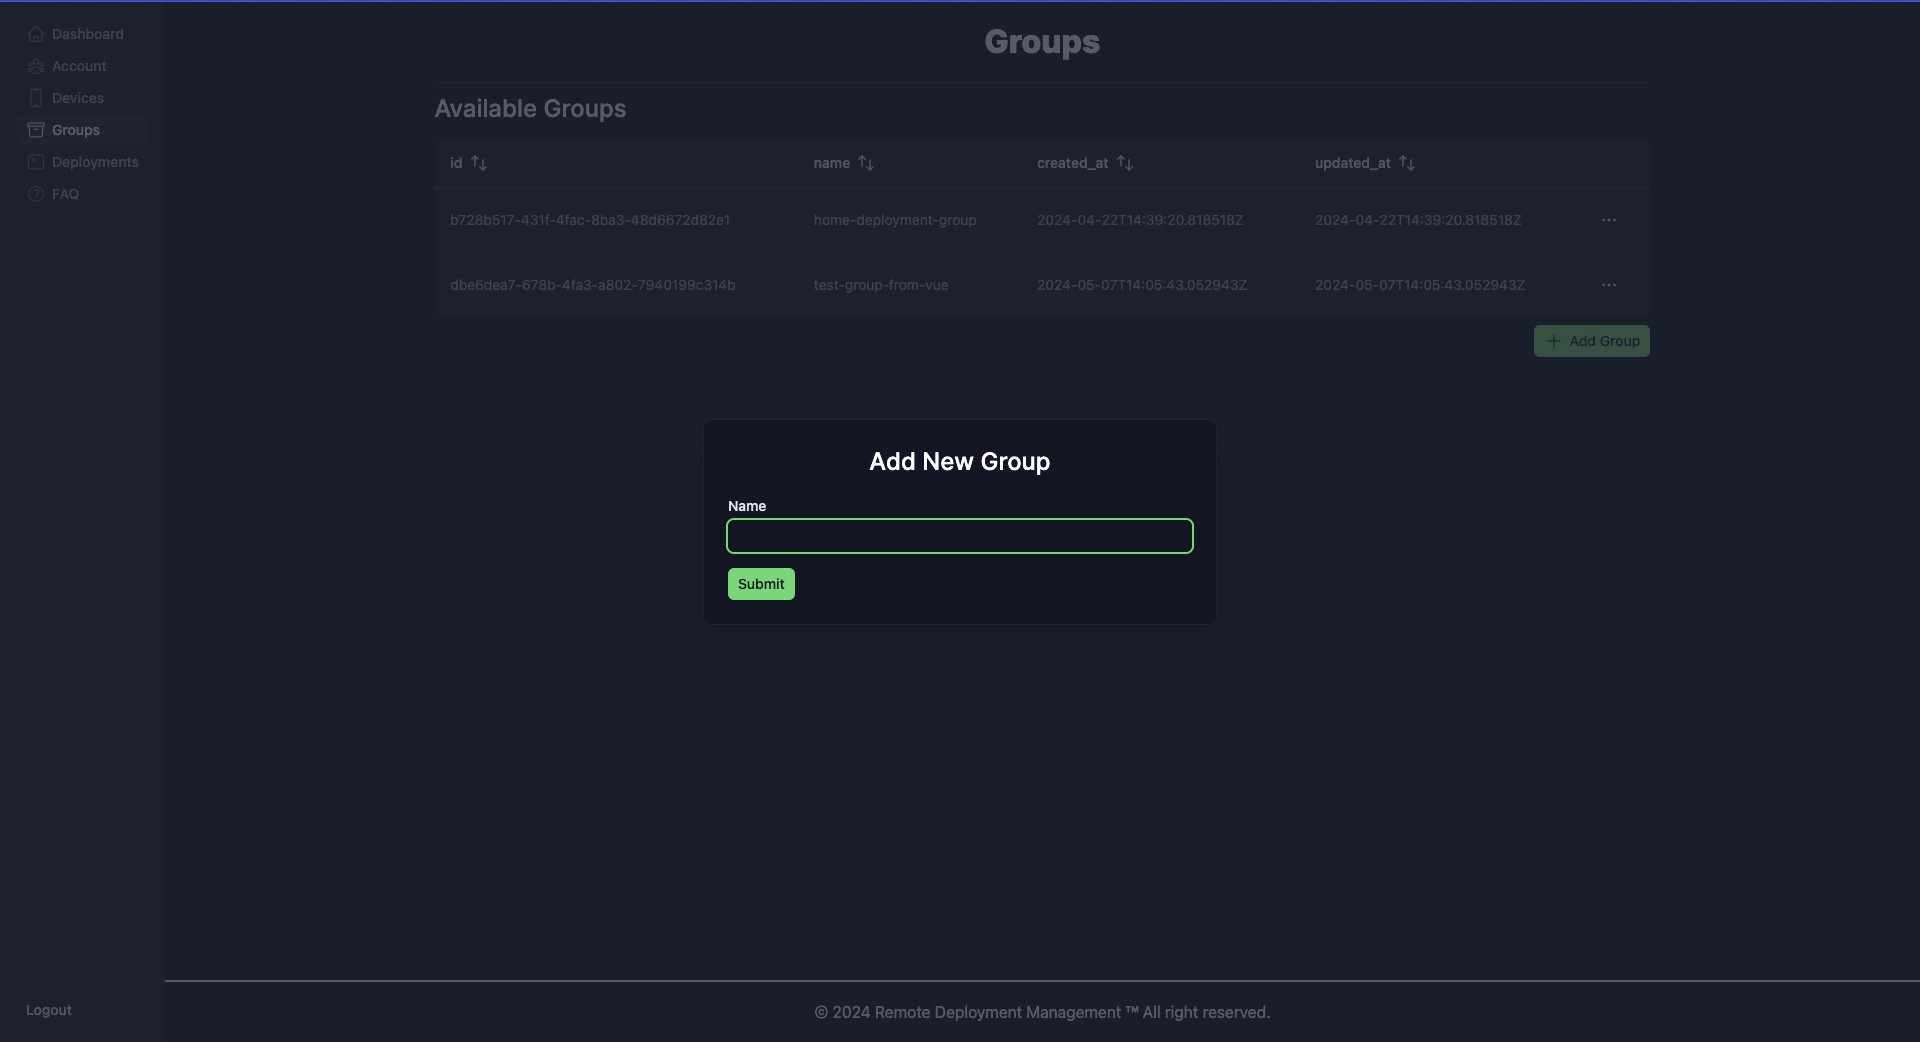 Dashboard
Account
Devices
Groups
Deployments
FAQ
Logout
Groups
Available Groups
id name created_at updated_at
b728b517-431f-4fac-8ba3-48d6672d82e1 home-deployment-group 2024-04-22T14:39:20.818518Z 2024-04-22T14:39:20.818518Z ...
dbe6dea7-678b-4fa3-a802-7940199c314b test-group-from-vue 2024-05-07T14:05:43.052943Z 2024-05-07T14:05:43.052943Z ...
Add Group
Add New Group
Name
Submit
© 2024 Remote Deployment Management ™ All right reserved.